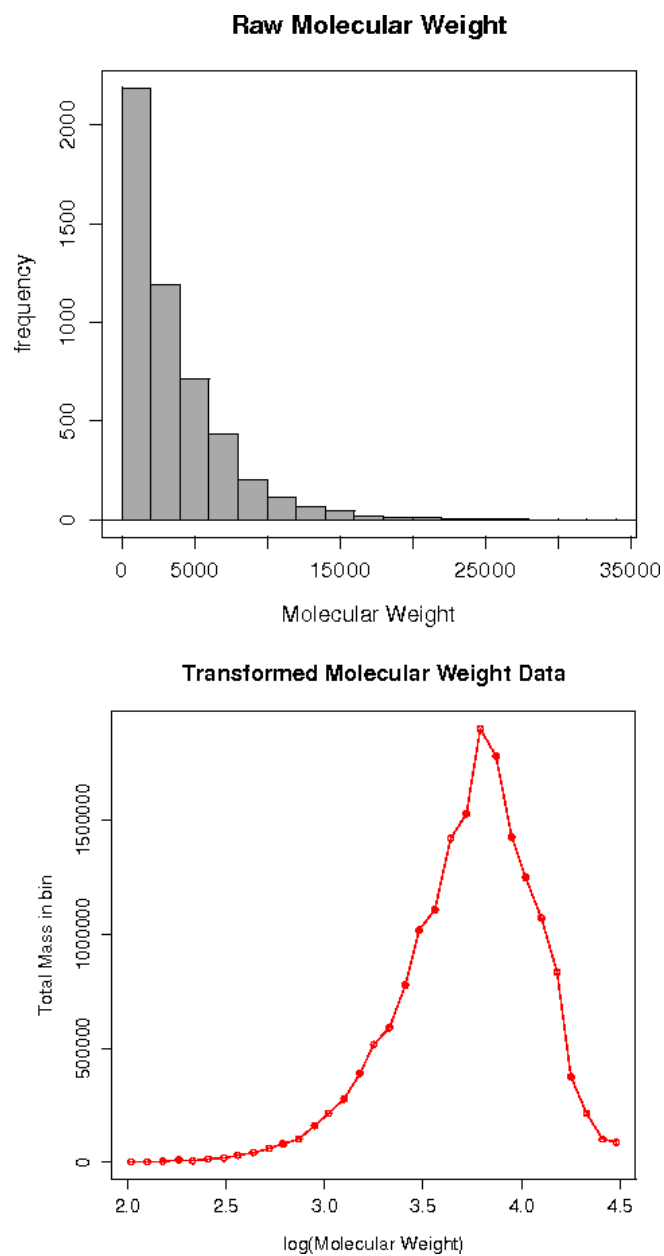 Raw Molecular Weight
2000
1500
1000
500
0
frequency
0 5000 15000 25000 35000
Molecular Weight
Transformed Molecular Weight Data
1500000
1000000
500000
0
Total Mass in bin
2.0 2.5 3.0 3.5 4.0 4.5
log(Molecular Weight)